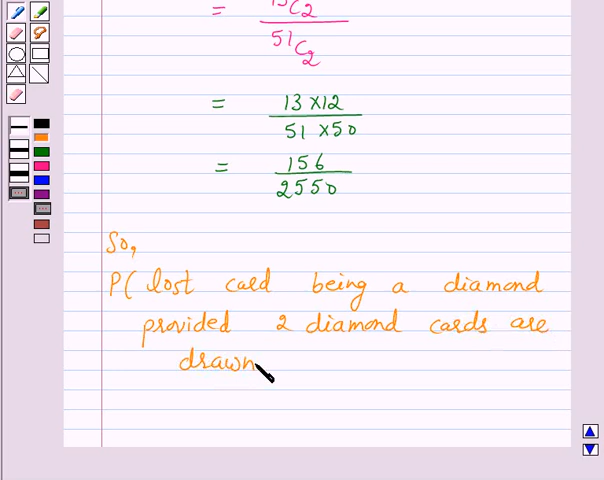 = 13C2
51C2
= 13 × 12
51 × 50
= 156
2550
So,
P( lost card being a diamond
provided 2 diamond cards are
drawn